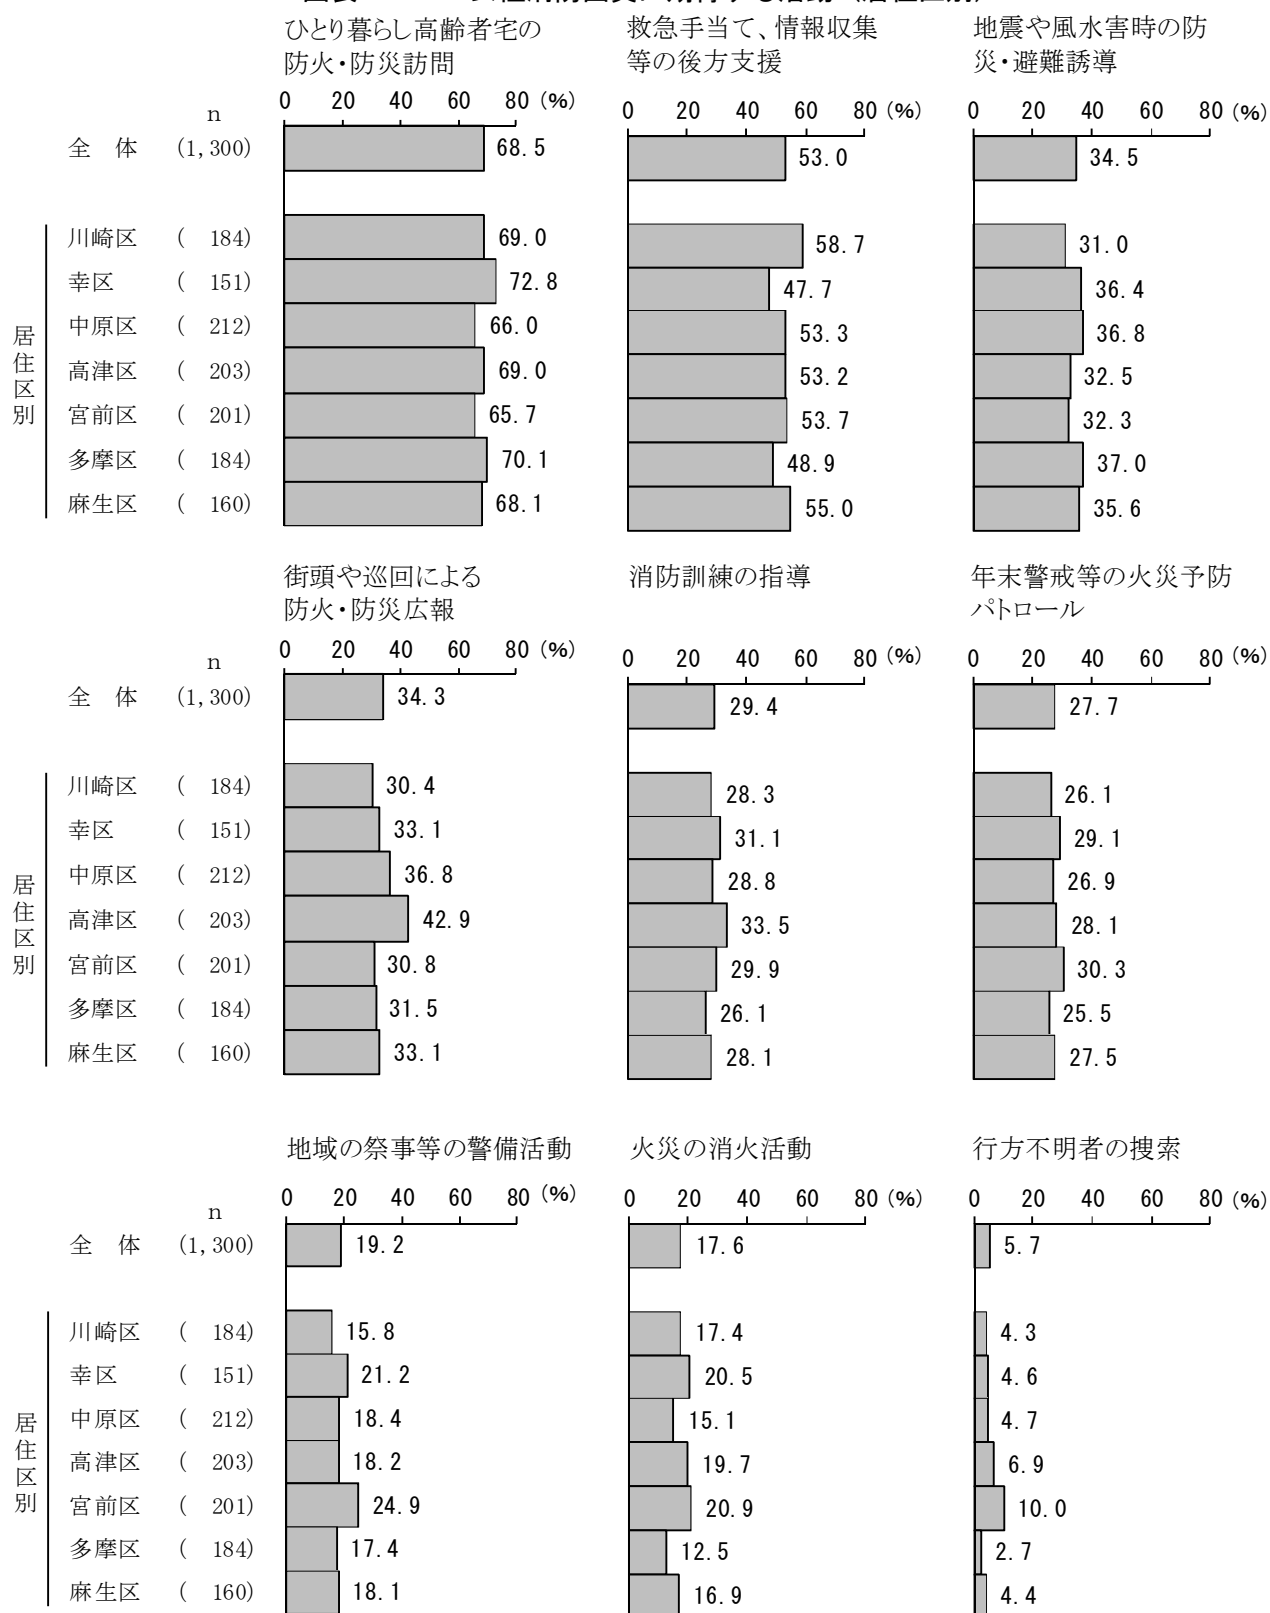 ひとり暮らし高齢者宅の
防火・防災訪問
救急手当て、情報収集
等の後方支援
地震や風水害時の防
災・避難誘導
n
0 20 40 60 80 (%)
0 20 40 60 80 (%)
0 20 40 60 80 (%)
全 体 (1,300) 68.5 53.0 34.5
居住区別
川崎区 ( 184) 69.0 58.7 31.0
幸区 ( 151) 72.8 47.7 36.4
中原区 ( 212) 66.0 53.3 36.8
高津区 ( 203) 69.0 53.2 32.5
宮前区 ( 201) 65.7 53.7 32.3
多摩区 ( 184) 70.1 48.9 37.0
麻生区 ( 160) 68.1 55.0 35.6
街頭や巡回による
防火・防災広報
消防訓練の指導
年末警戒等の火災予防
パトロール
n
0 20 40 60 80 (%)
0 20 40 60 80 (%)
0 20 40 60 80 (%)
全 体 (1,300) 34.3 29.4 27.7
居住区別
川崎区 ( 184) 30.4 28.3 26.1
幸区 ( 151) 33.1 31.1 29.1
中原区 ( 212) 36.8 28.8 26.9
高津区 ( 203) 42.9 33.5 28.1
宮前区 ( 201) 30.8 29.9 30.3
多摩区 ( 184) 31.5 26.1 25.5
麻生区 ( 160) 33.1 28.1 27.5
地域の祭事等の警備活動
火災の消火活動
行方不明者の捜索
n
0 20 40 60 80 (%)
0 20 40 60 80 (%)
0 20 40 60 80 (%)
全 体 (1,300) 19.2 17.6 5.7
居住区別
川崎区 ( 184) 15.8 17.4 4.3
幸区 ( 151) 21.2 20.5 4.6
中原区 ( 212) 18.4 15.1 4.7
高津区 ( 203) 18.2 19.7 6.9
宮前区 ( 201) 24.9 20.9 10.0
多摩区 ( 184) 17.4 12.5 2.7
麻生区 ( 160) 18.1 16.9 4.4